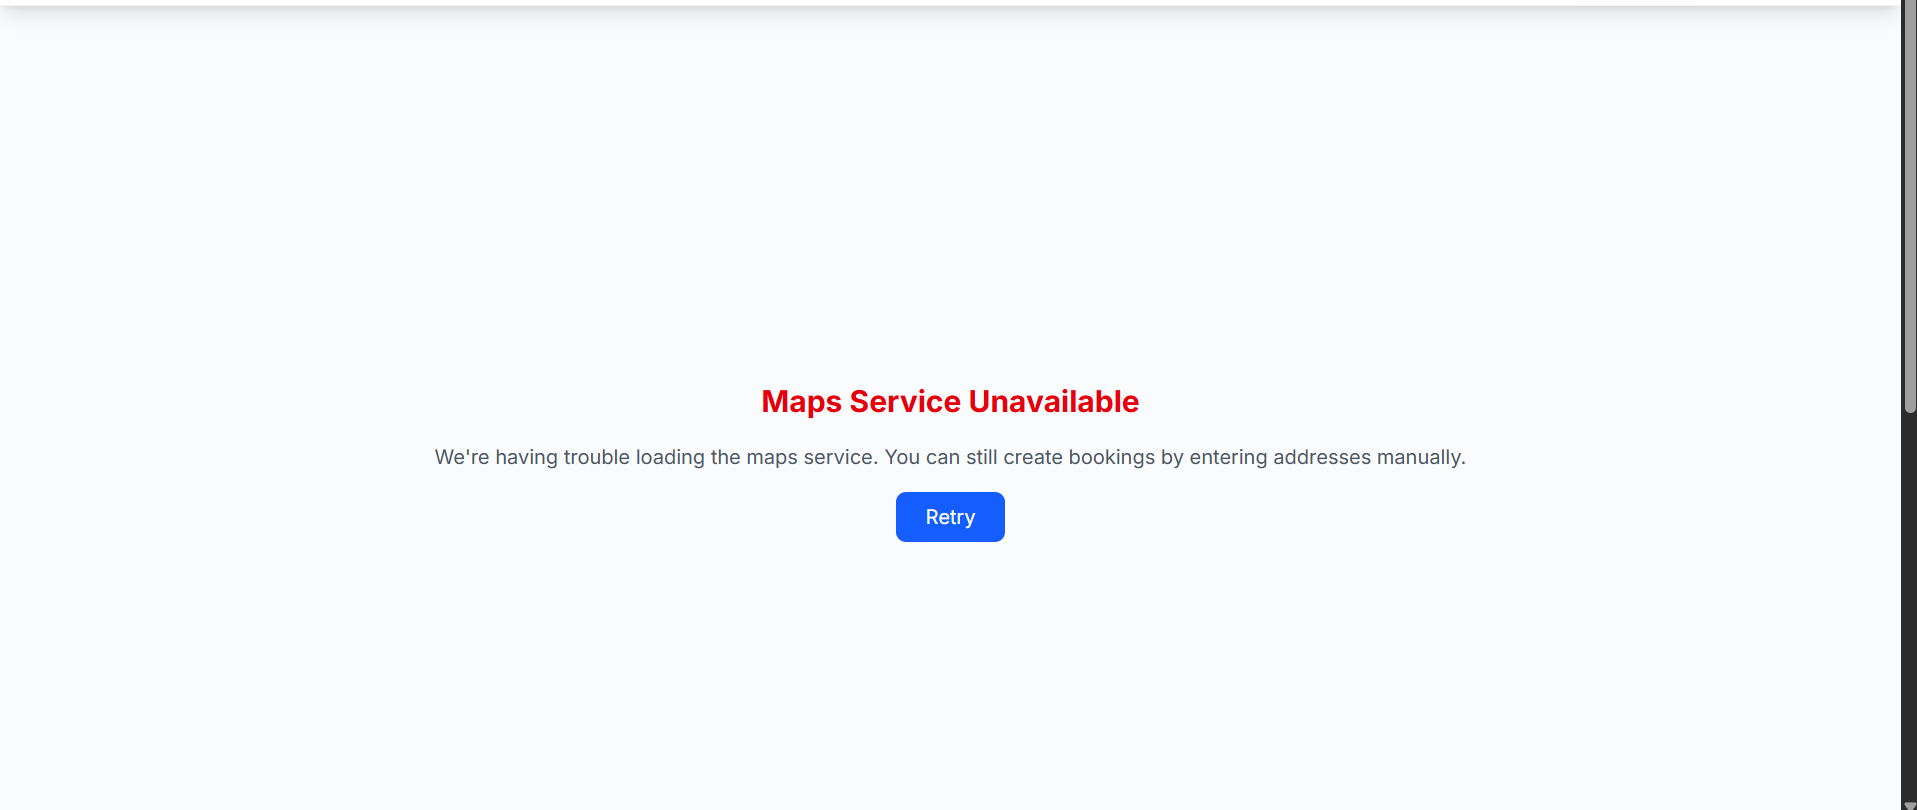 Maps Service Unavailable
We're having trouble loading the maps service. You can still create bookings by entering addresses manually.
Retry